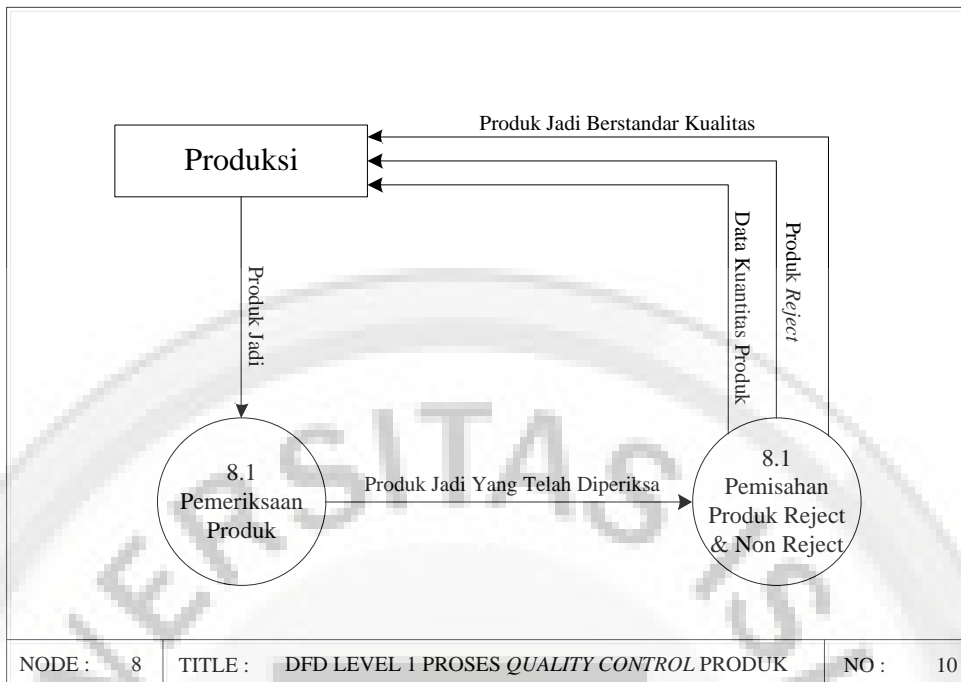 Produk Jadi Berstandar Kualitas
Produksi
Produk Jadi
Data Kuantitas Produk
Produk Reject
8.1
Pemeriksaan
Produk
Produk Jadi Yang Telah Diperiksa
8.1
Pemisahan
Produk Reject
& Non Reject
NODE : 8
TITLE : DFD LEVEL 1 PROSES QUALITY CONTROL PRODUK
NO : 10